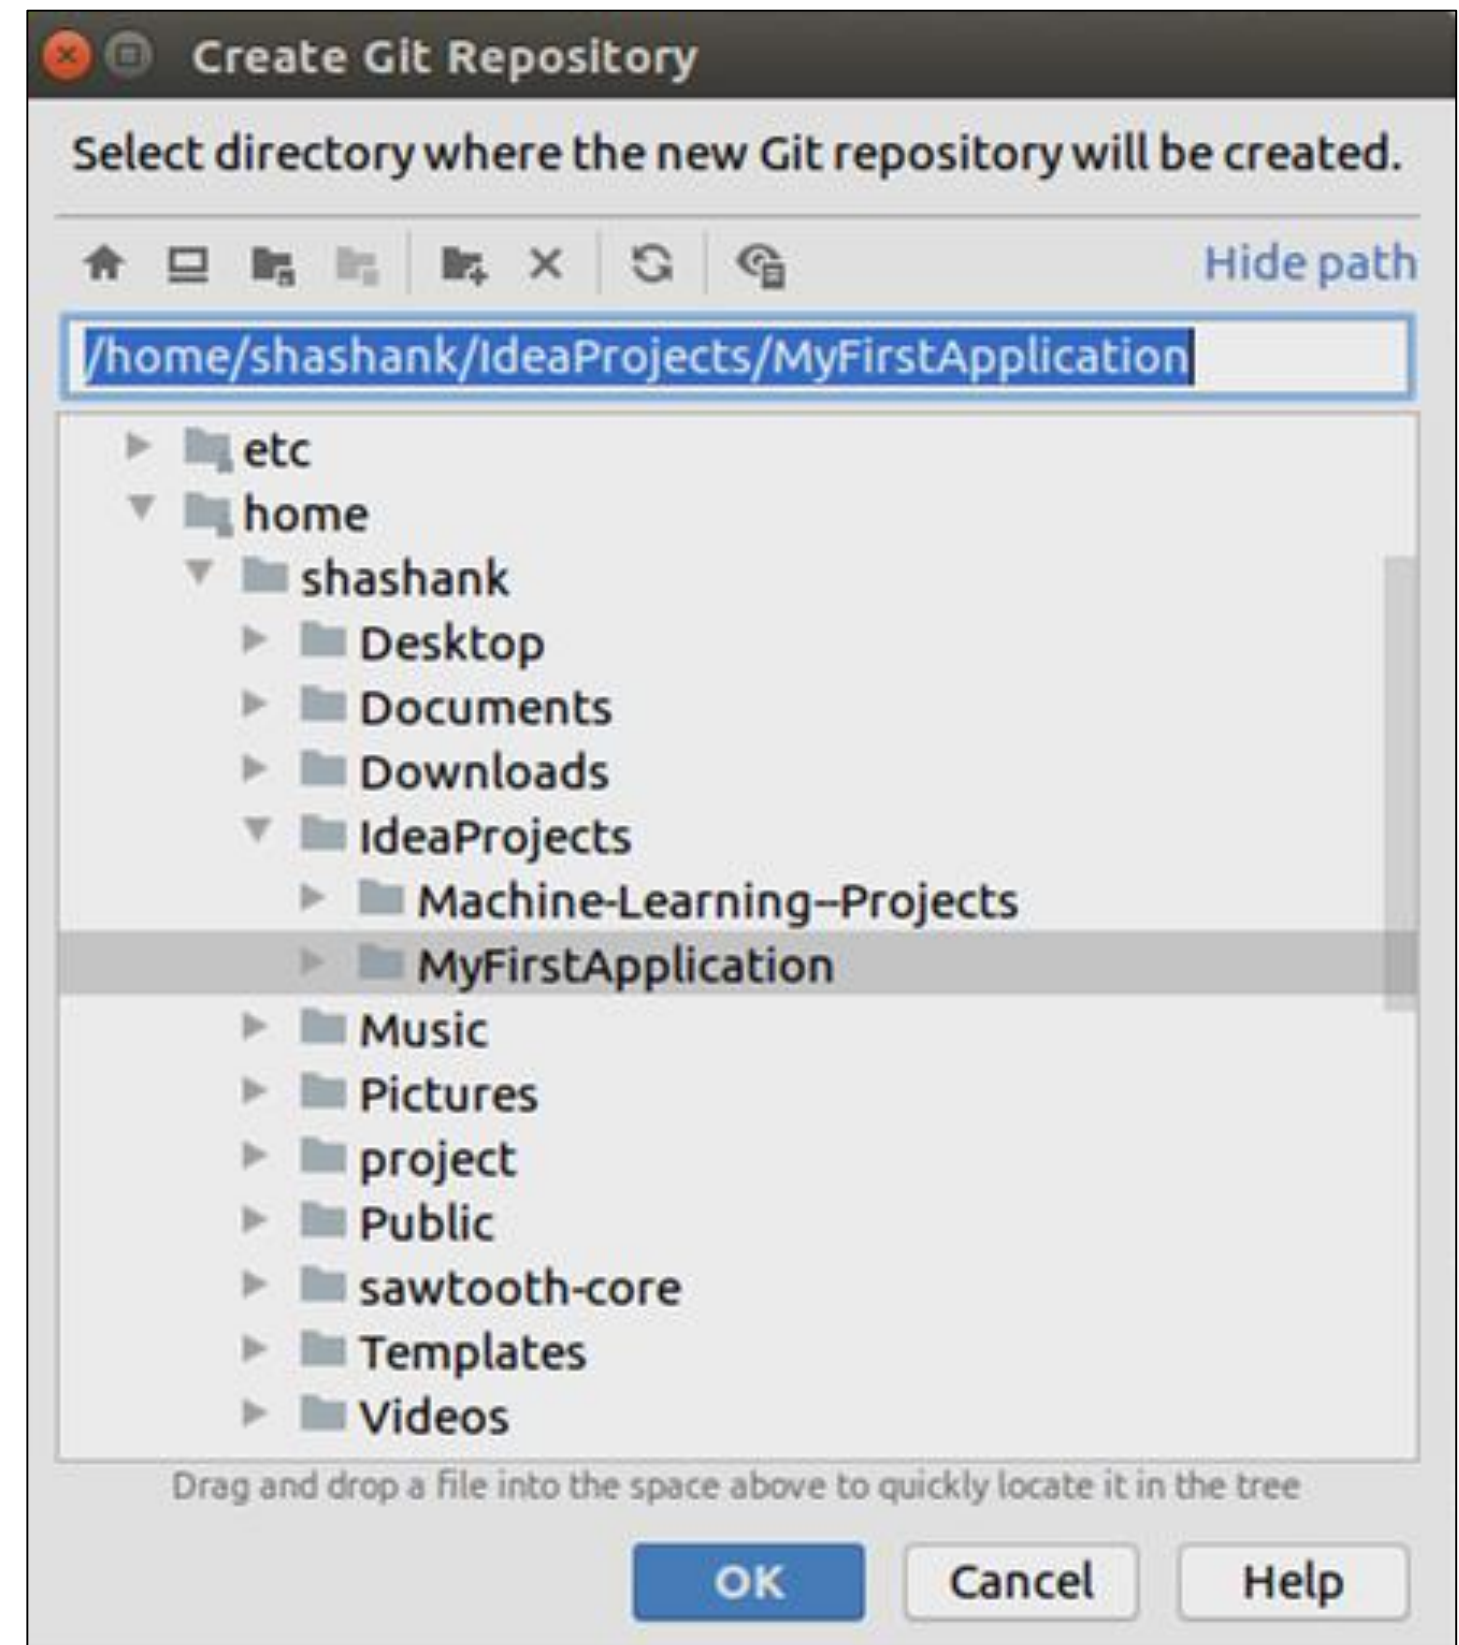 Create Git Repository
Select directory where the new Git repository will be created.
Hide path
/home/shashank/IdeaProjects/MyFirstApplication
etc
home
shashank
Desktop
Documents
Downloads
IdeaProjects
Machine-Learning--Projects
MyFirstApplication
Music
Pictures
project
Public
sawtooth-core
Templates
Videos
Drag and drop a file into the space above to quickly locate it in the tree
OK Cancel Help